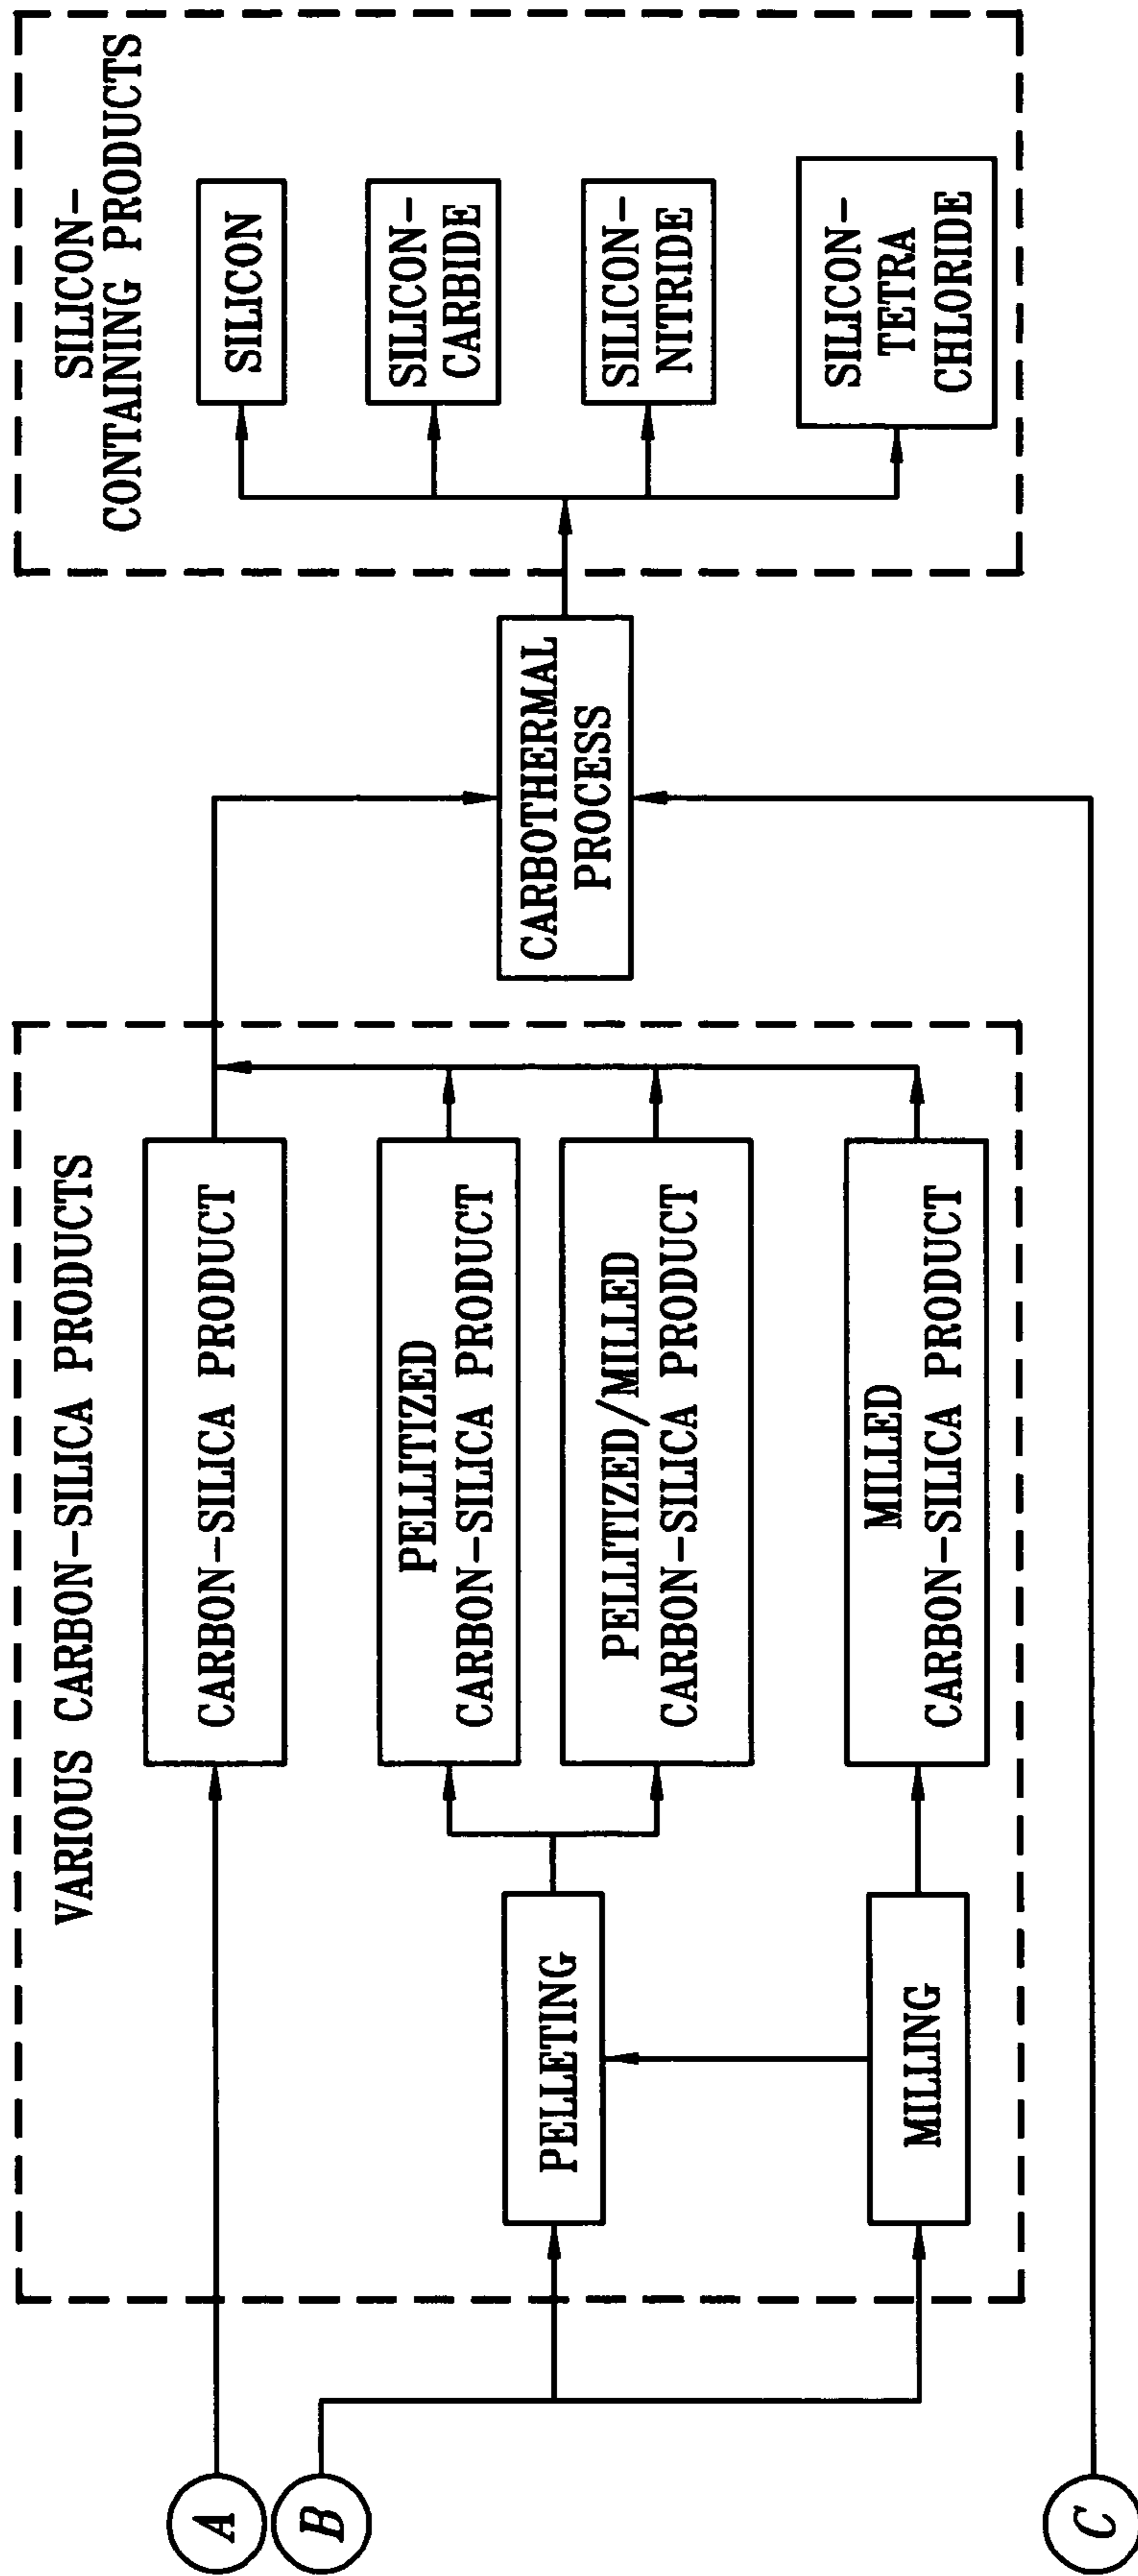 A
B
C
VARIOUS CARBON-SILICA PRODUCTS
CARBON-SILICA PRODUCT
PELLETING
MILLING
PELLITIZED
CARBON-SILICA PRODUCT
PELLITIZED/MILLED
CARBON-SILICA PRODUCT
MILLED
CARBON-SILICA PRODUCT
CARBOTHERMAL
PROCESS
SILICON-
CONTAINING PRODUCTS
SILICON
SILICON-
CARBIDE
SILICON-
NITRIDE
SILICON-
TETRA
CHLORIDE